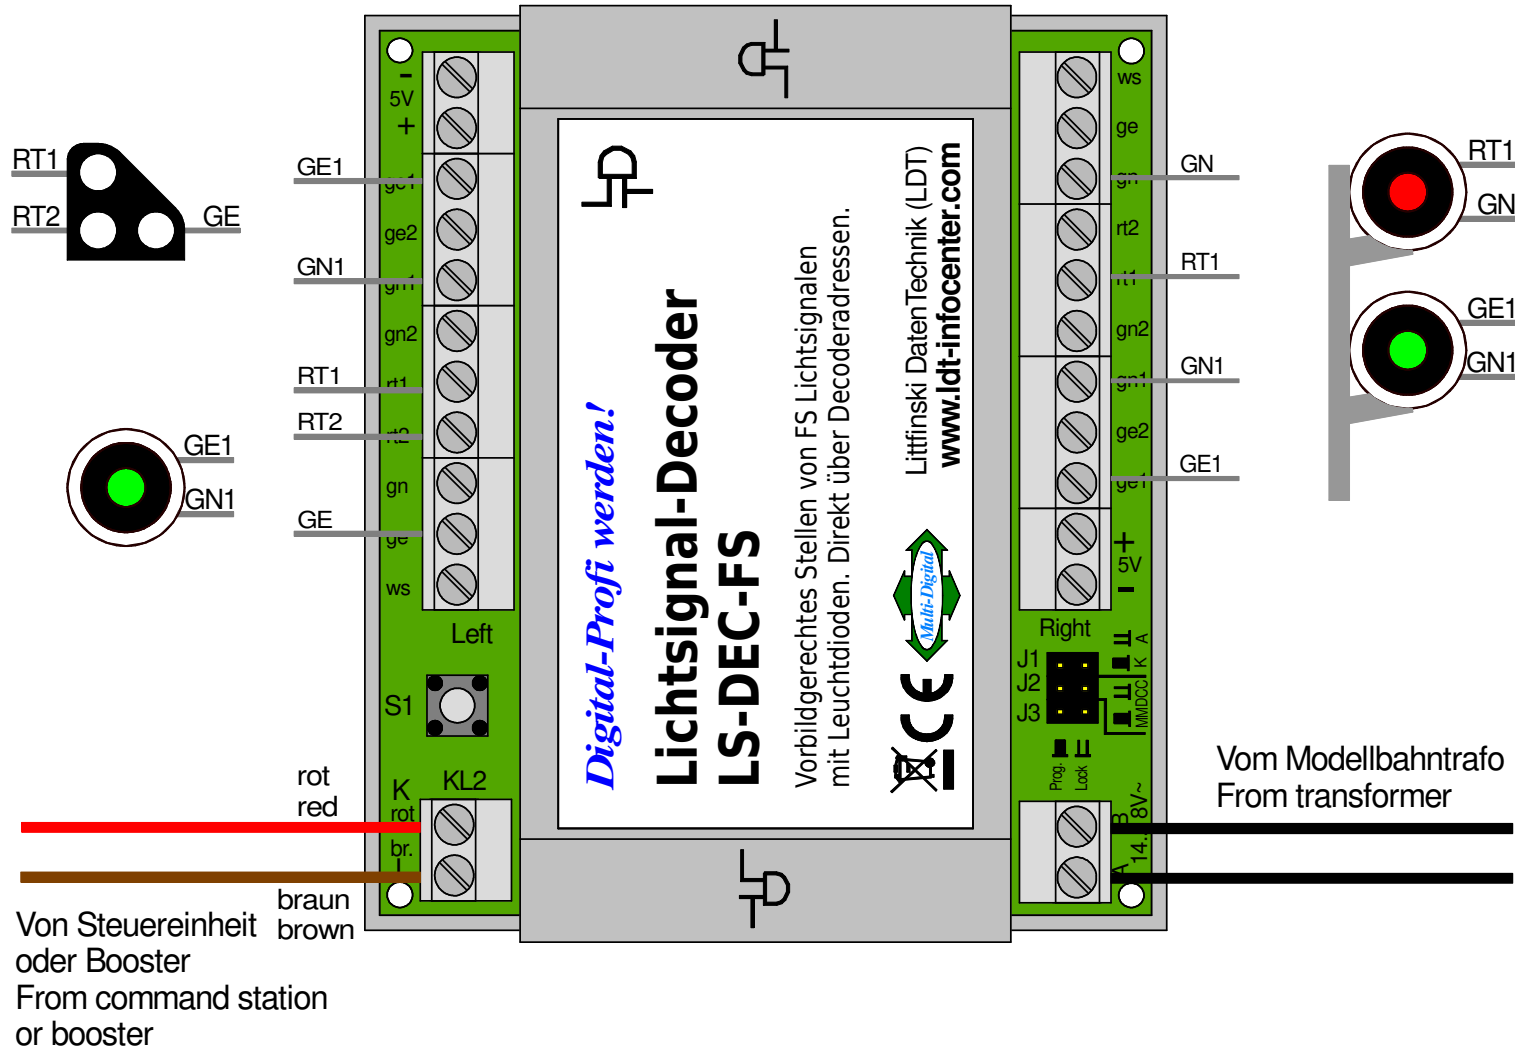 RT1
RT2
GE
GE1
GN1
GE1
GN1
RT1
RT2
GE
-
5V
+
ge1
ge2
gn1
gn2
rt1
rt2
gn
ge
ws
Left
S1
KL2
K
rot
br.
rot
red
braun
brown
Von Steuereinheit
oder Booster
From command station
or booster
Digital-Profi werden!
Lichtsignal-Decoder
LS-DEC-FS
Vorbildgerechtes Stellen von FS Lichtsignalen
mit Leuchtdioden. Direkt über Decoderadressen.
Littfinski DatenTechnik (LDT)
www.ldt-infocenter.com
Multi-Digital
CE
ws
ge
gn
rt2
rt1
gn2
gn1
ge2
ge1
+
5V
-
Right
J1
J2
J3
A
K
MM
DCC
Prog.
Lock
GN
RT1
GN1
GE1
RT1
GN
GE1
GN1
Vom Modellbahntrafo
From transformer